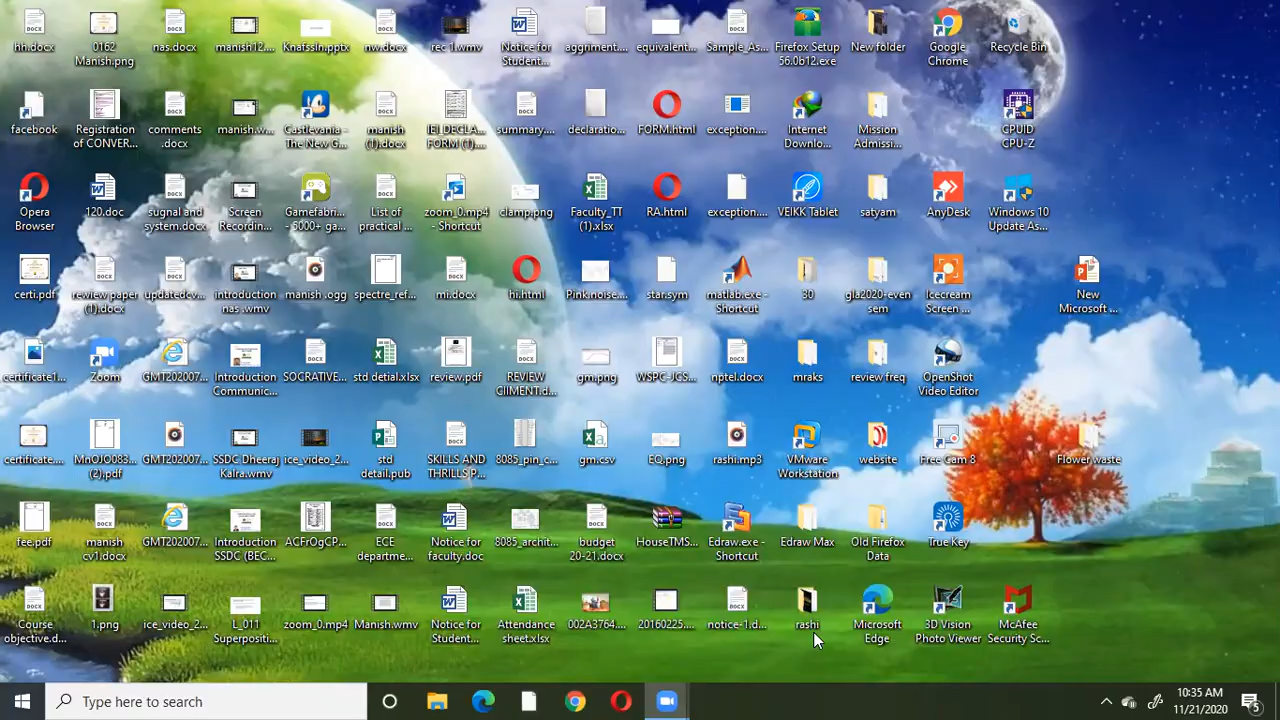 hh.docx
0162
Manish.png
nas.docx
manish12....
Knafssin.pptx
nw.docx
rec 1.wmv
Notice for
Student...
aggnment....
equivalent...
Sample_As...
Firefox Setup
56.0b12.exe
New folder
Google
Chrome
Recycle Bin
facebook
Registration
of CONVER...
comments
.docx
manish.w...
Castlevania -
The New G...
manish
(1).docx
IEI DECLA...
FORM (1)....
summary....
declaratio...
FORM.html
exception....
Internet
Downlo...
Mission
Admissi...
CPUID
CPU-Z
Opera
Browser
120.doc
sugnal and
system.docx
Screen
Recordin...
Gamefabri...
- 5000+ ga...
List of
practical ...
zoom_0.mp4
- Shortcut
clamp.png
Faculty_TT
(1).xlsx
RA.html
exception....
VEIKK Tablet
satyam
AnyDesk
Windows 10
Update As...
certi.pdf
rewiew paper
(1).docx
updatedcv...
introduction
nas .wmv
manish .ogg
spectre_ref...
mi.docx
hi.html
Pink.noise....
star.sym
matlab.exe -
Shortcut
30
gla2020-even
sem
Icecream
Screen ...
New
Microsoft ...
certificate1...
Zoom
GMT202007...
Introduction
Communic...
SOCRATIVE...
std detial.xlsx
review.pdf
REVIEW
CIIMENT.d...
gm.png
WSPC-JCS...
nptel.docx
mraks
review freq
OpenShot
Video Editor
certificate....
MnOJO083...
(2).pdf
GMT202007...
SSDC Dheeraj
Kalra.wmv
ice_video_2...
std
detail.pub
SKILLS AND
THRILLS P...
8085_pin_c...
gm.csv
EQ.png
rashi.mp3
VMware
Workstation
website
Free Cam 8
Flower waste
fee.pdf
manish
cv1.docx
GMT202007...
Introduction
SSDC (BEC...
ACFrOgCP...
ECE
departme...
Notice for
faculty.doc
8085_archit...
budget
20-21.docx
HouseTMS...
Edraw.exe -
Shortcut
Edraw Max
Old Firefox
Data
True Key
Course
objective.d...
1.png
ice_video_2...
L_011
Superpositi...
zoom_0.mp4
Manish.wmv
Notice for
Student...
Attendance
sheet.xlsx
002A3764....
20160225....
notice-1.d...
rashi
Microsoft
Edge
3D Vision
Photo Viewer
McAfee
Security Sc...
Type here to search
10:35 AM
11/21/2020
5